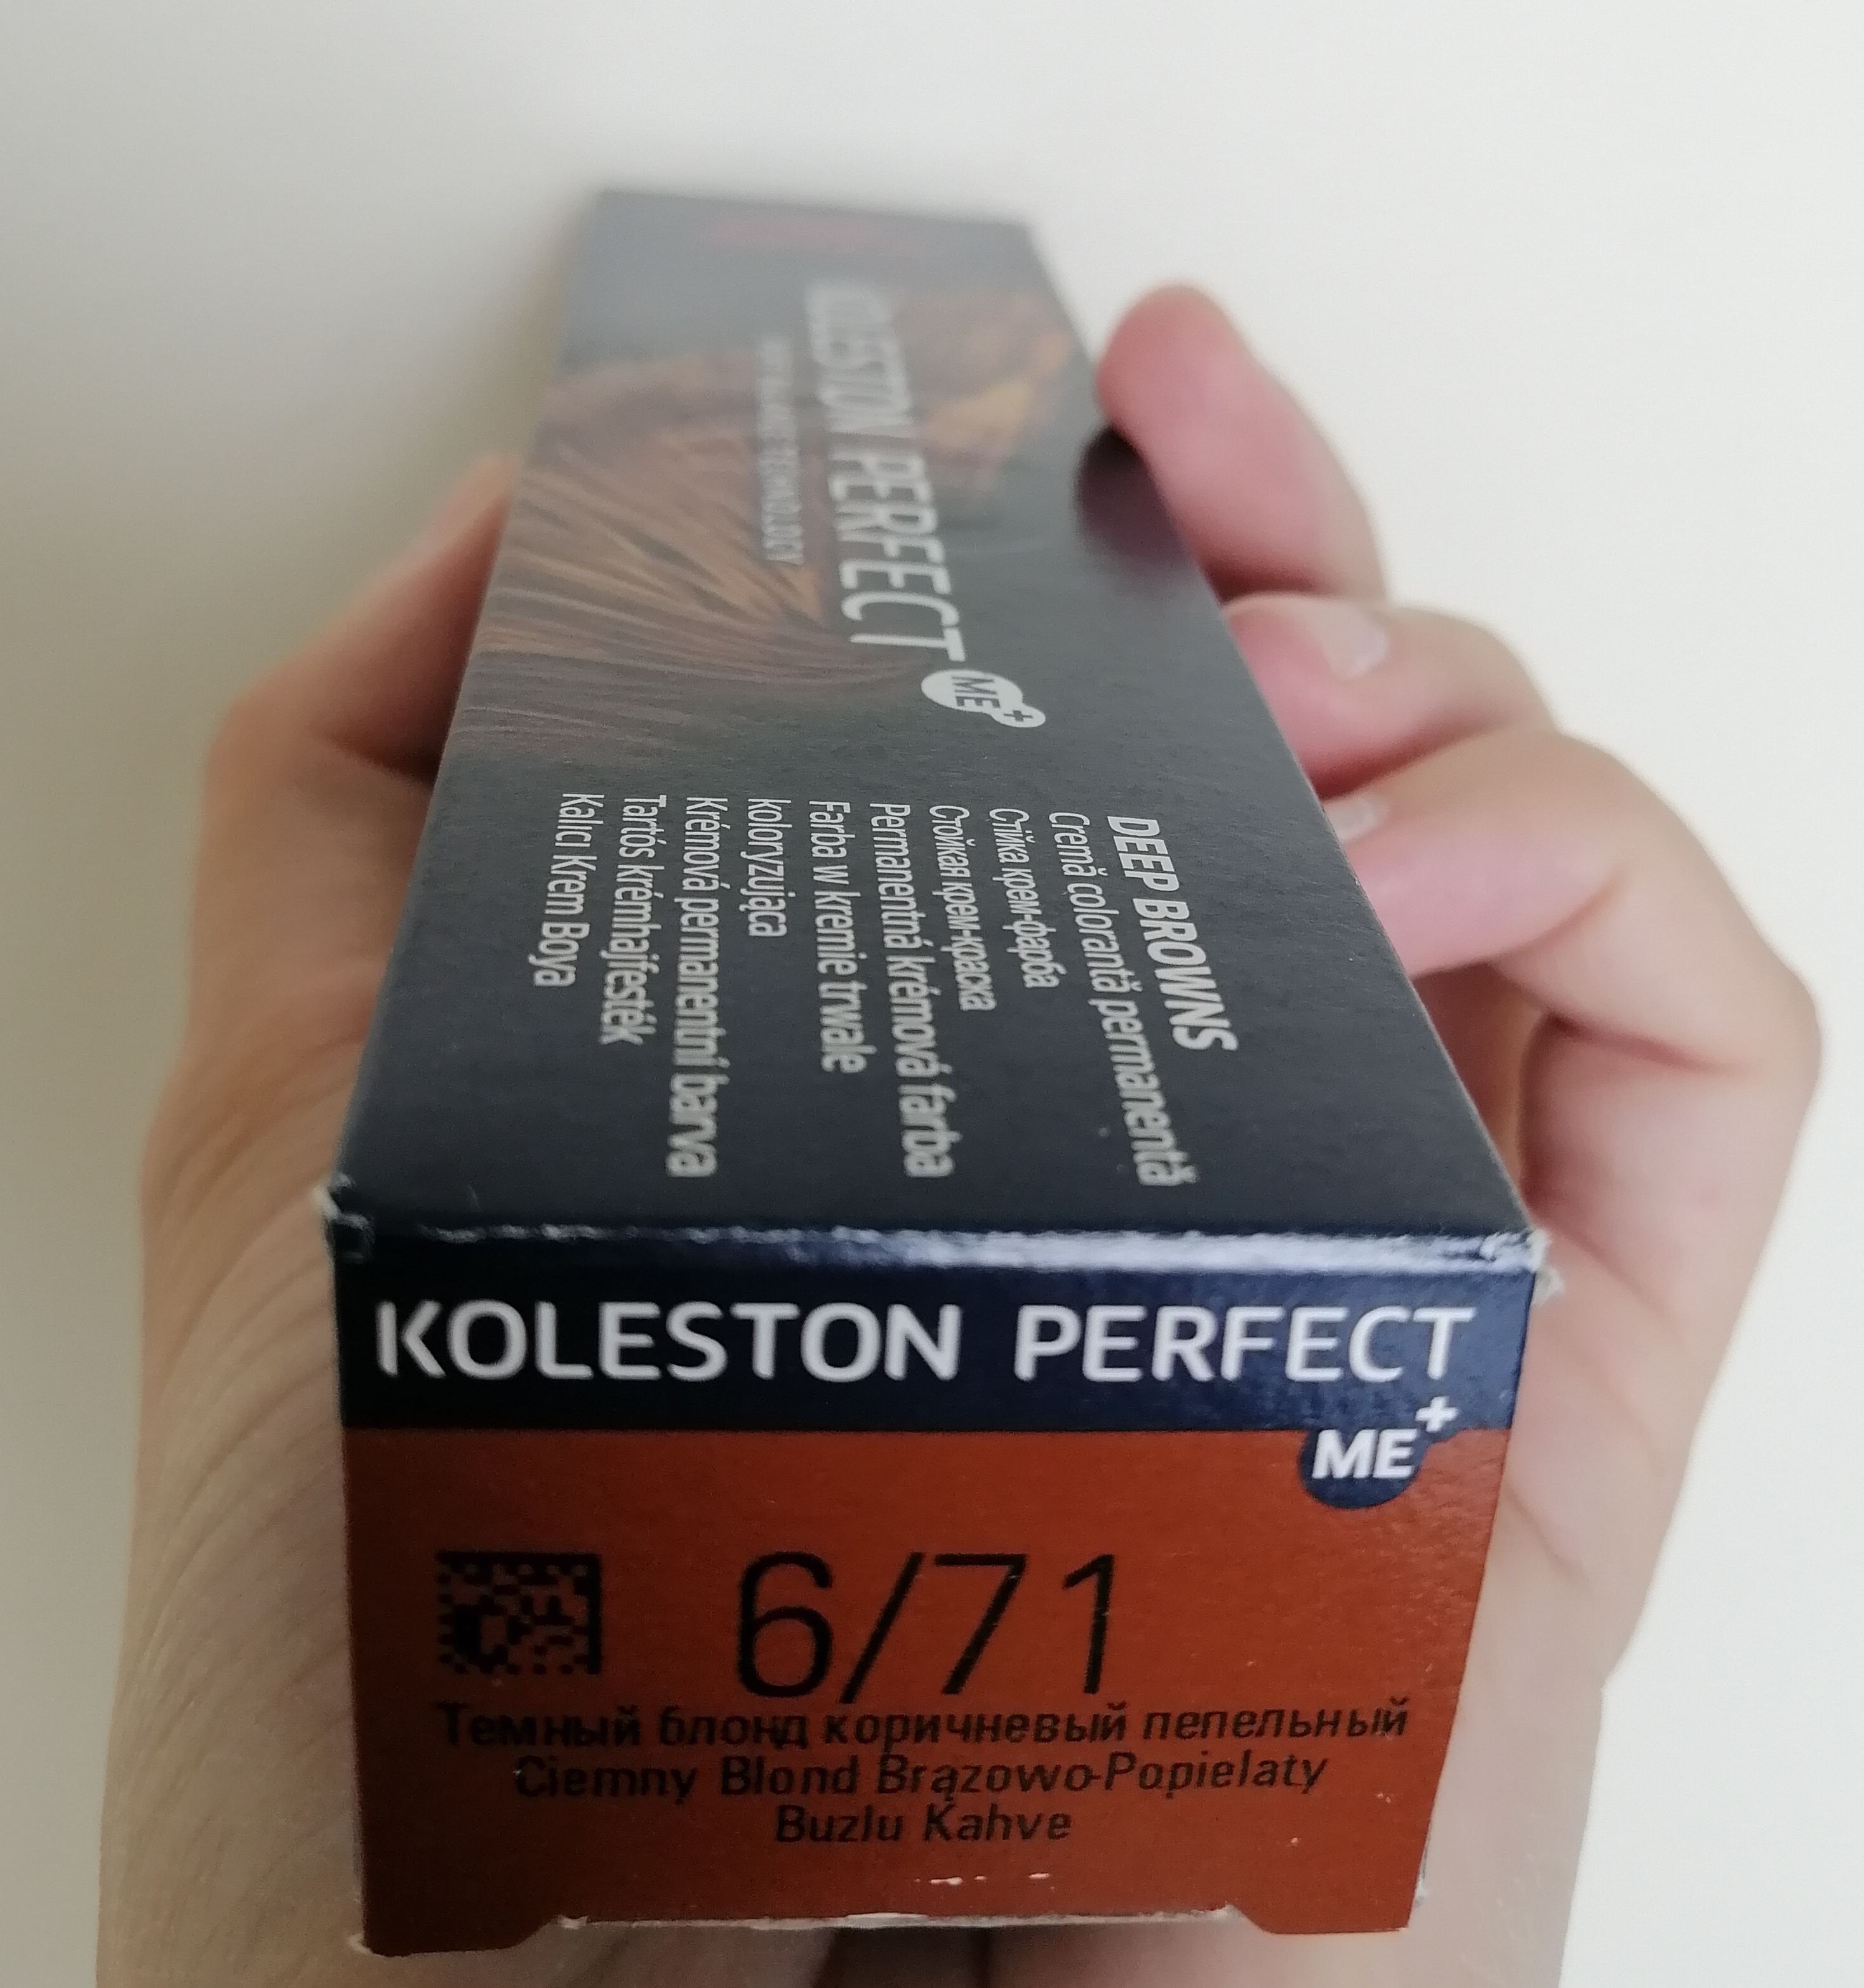 KOLESTON PERFECT
ME+
DEEP BROWNS
Cremă colorantă permanentă
Стійка крем-фарба
Стойкая крем-краска
Permanentná krémová farba
Farba w kremie trwale
koloryzująca
Krémová permanentní barva
Tartós krémhajfesték
Kalıcı Krem Boya
KOLESTON PERFECT
ME+
6/71
Темный блонд коричневый пепельный
Ciemny Blond Brązowo-Popielaty
Buzlu Kahve